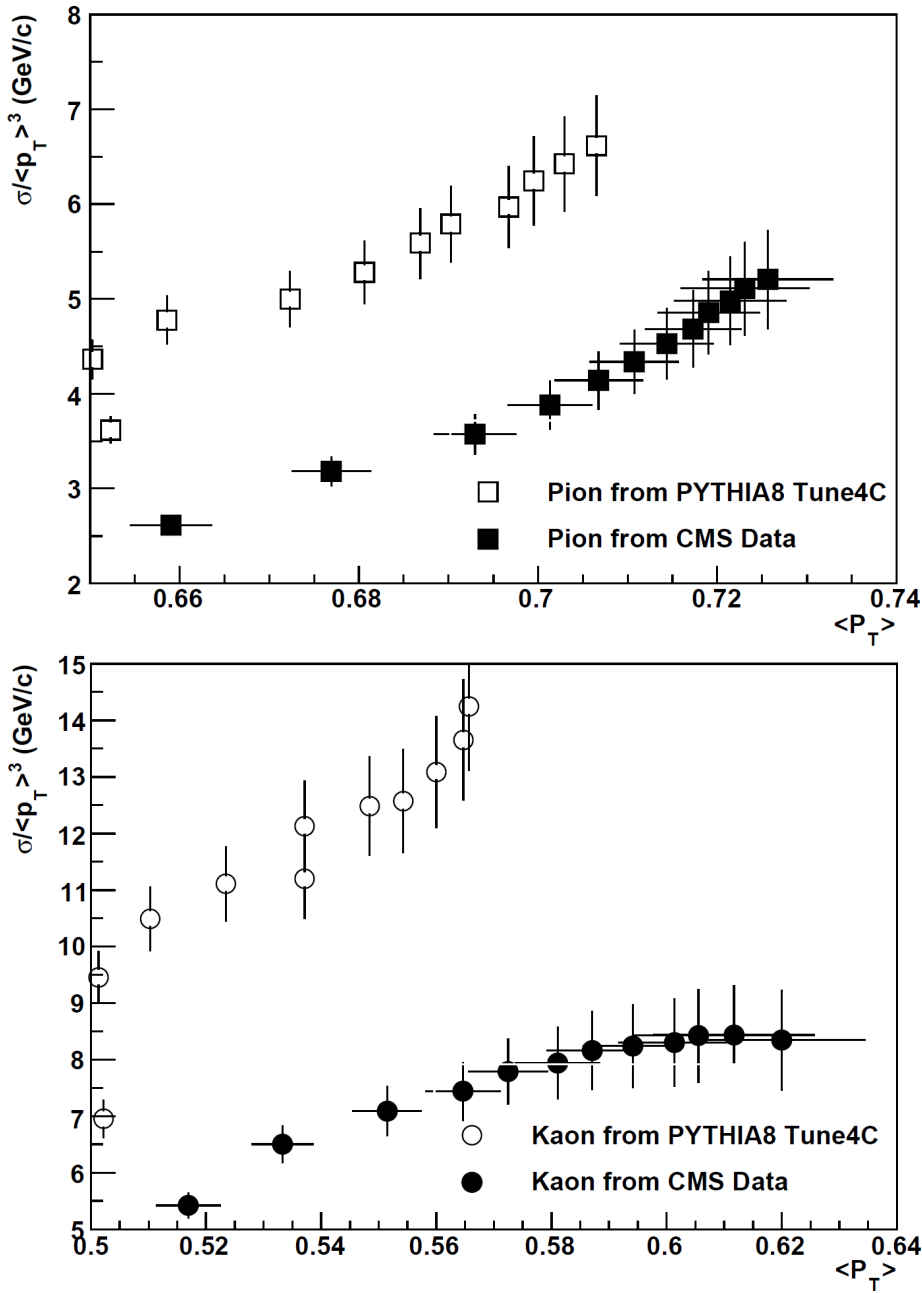 σ/<p_T>^3 (GeV/c)
8
7
6
5
4
3
2
Pion from PYTHIA8 Tune4C
Pion from CMS Data
0.66 0.68 0.7 0.72 0.74
<P_T>
σ/<p_T>^3 (GeV/c)
15
14
13
12
11
10
9
8
7
6
5
Kaon from PYTHIA8 Tune4C
Kaon from CMS Data
0.5 0.52 0.54 0.56 0.58 0.6 0.62 0.64
<P_T>